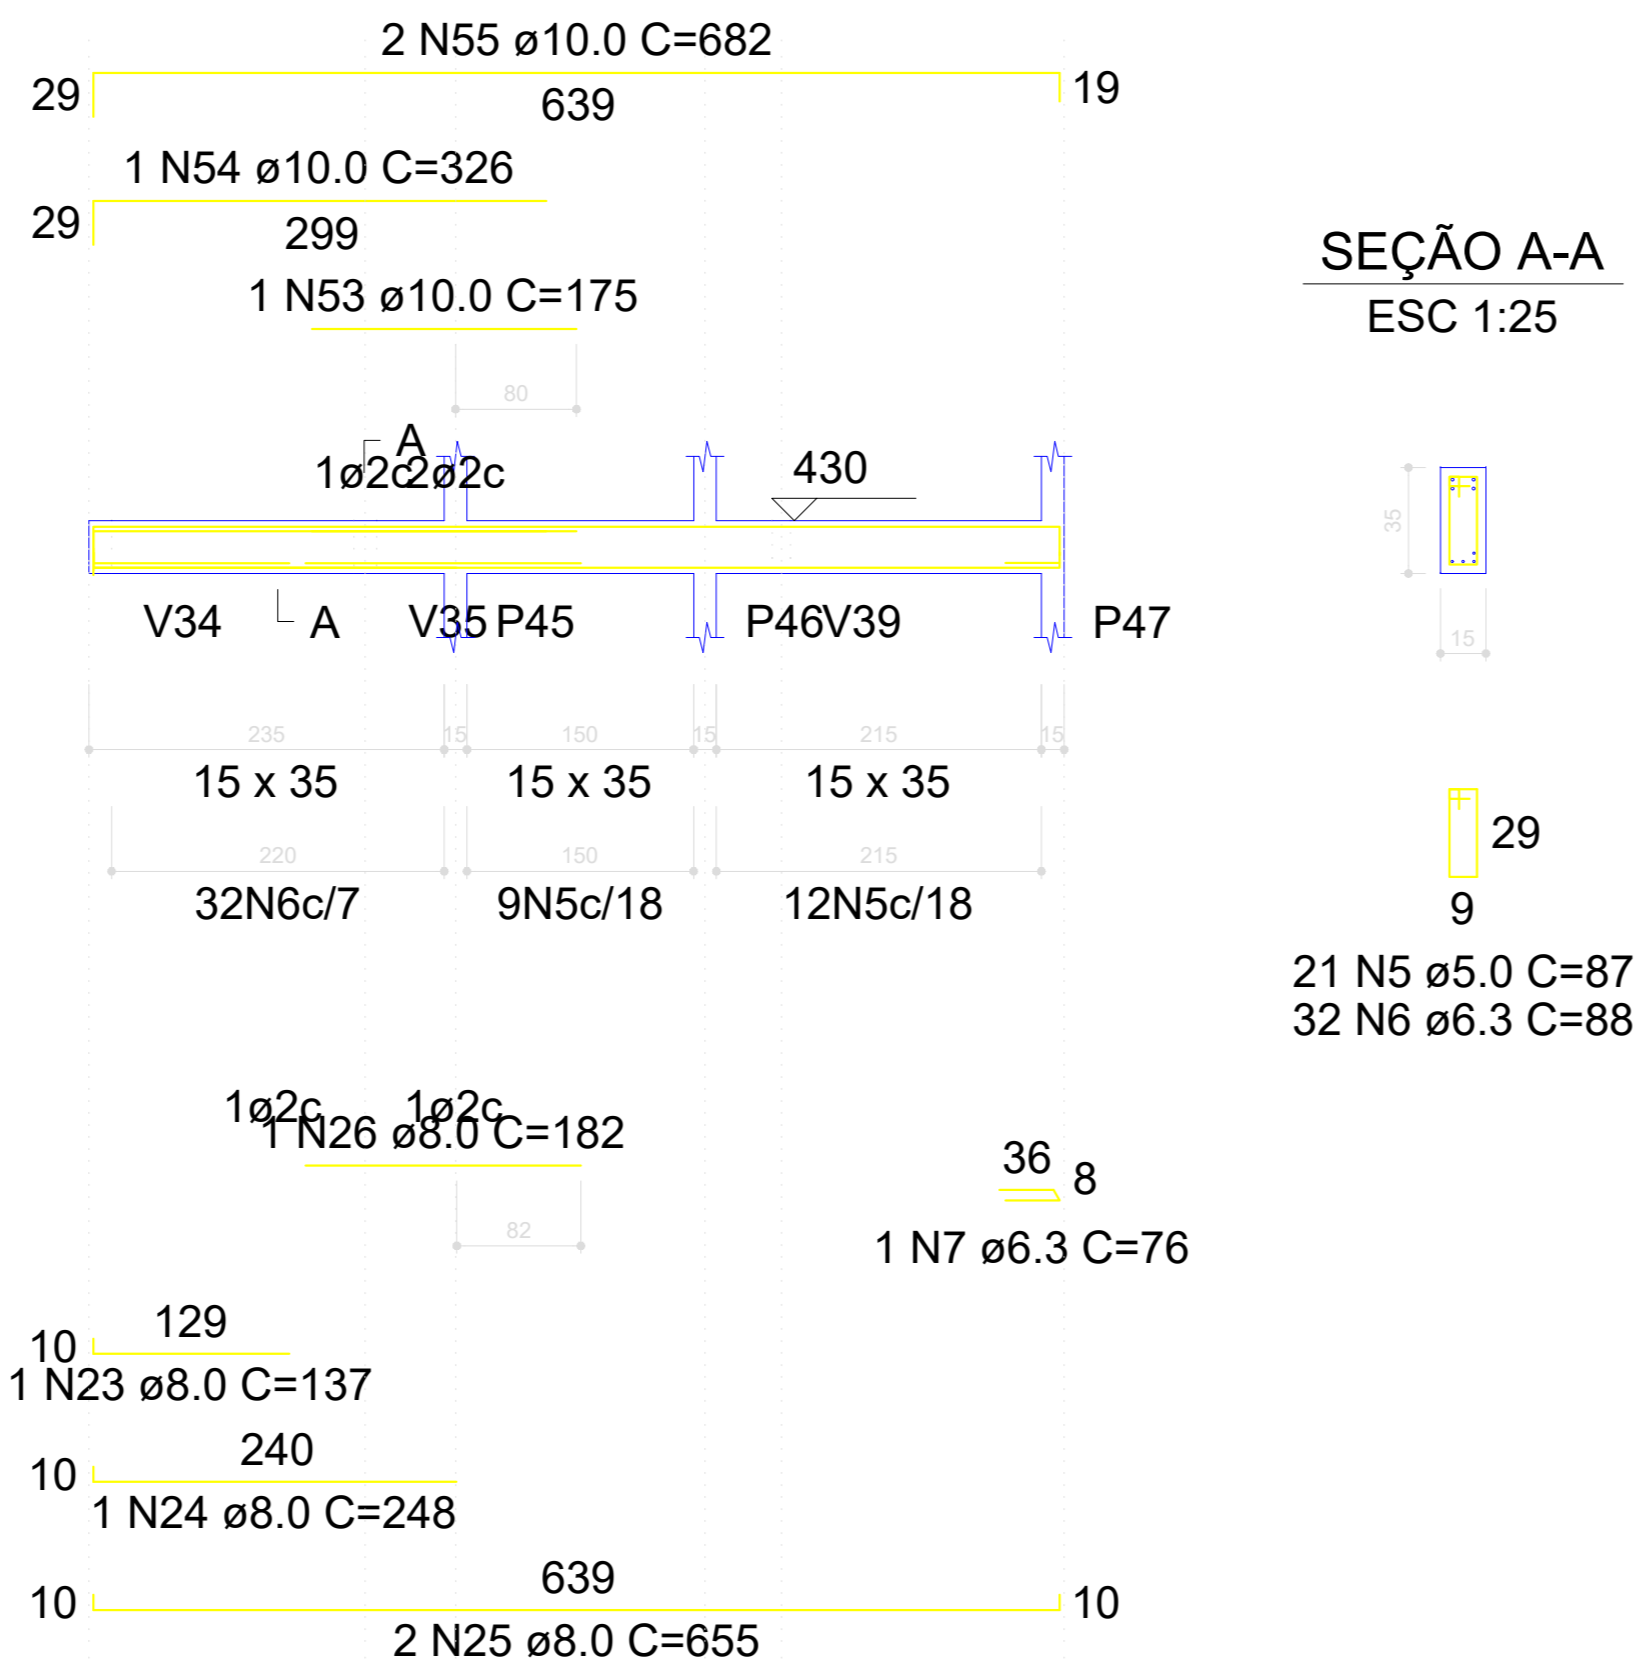 2 N55 ø10.0 C=682
29
19
639
1 N54 ø10.0 C=326
29
299
1 N53 ø10.0 C=175
SEÇÃO A-A
ESC 1:25
80
A
1ø2c 2ø2c
430
35
V34
A
V35
P45
P46
V39
P47
15
235
15
150
15
215
15
15 x 35
15 x 35
15 x 35
29
220
150
215
32N6c/7
9N5c/18
12N5c/18
9
21 N5 ø5.0 C=87
32 N6 ø6.3 C=88
1ø2c
1ø2c
1 N26 ø8.0 C=182
36
8
82
1 N7 ø6.3 C=76
129
10
1 N23 ø8.0 C=137
240
10
1 N24 ø8.0 C=248
639
10
10
2 N25 ø8.0 C=655